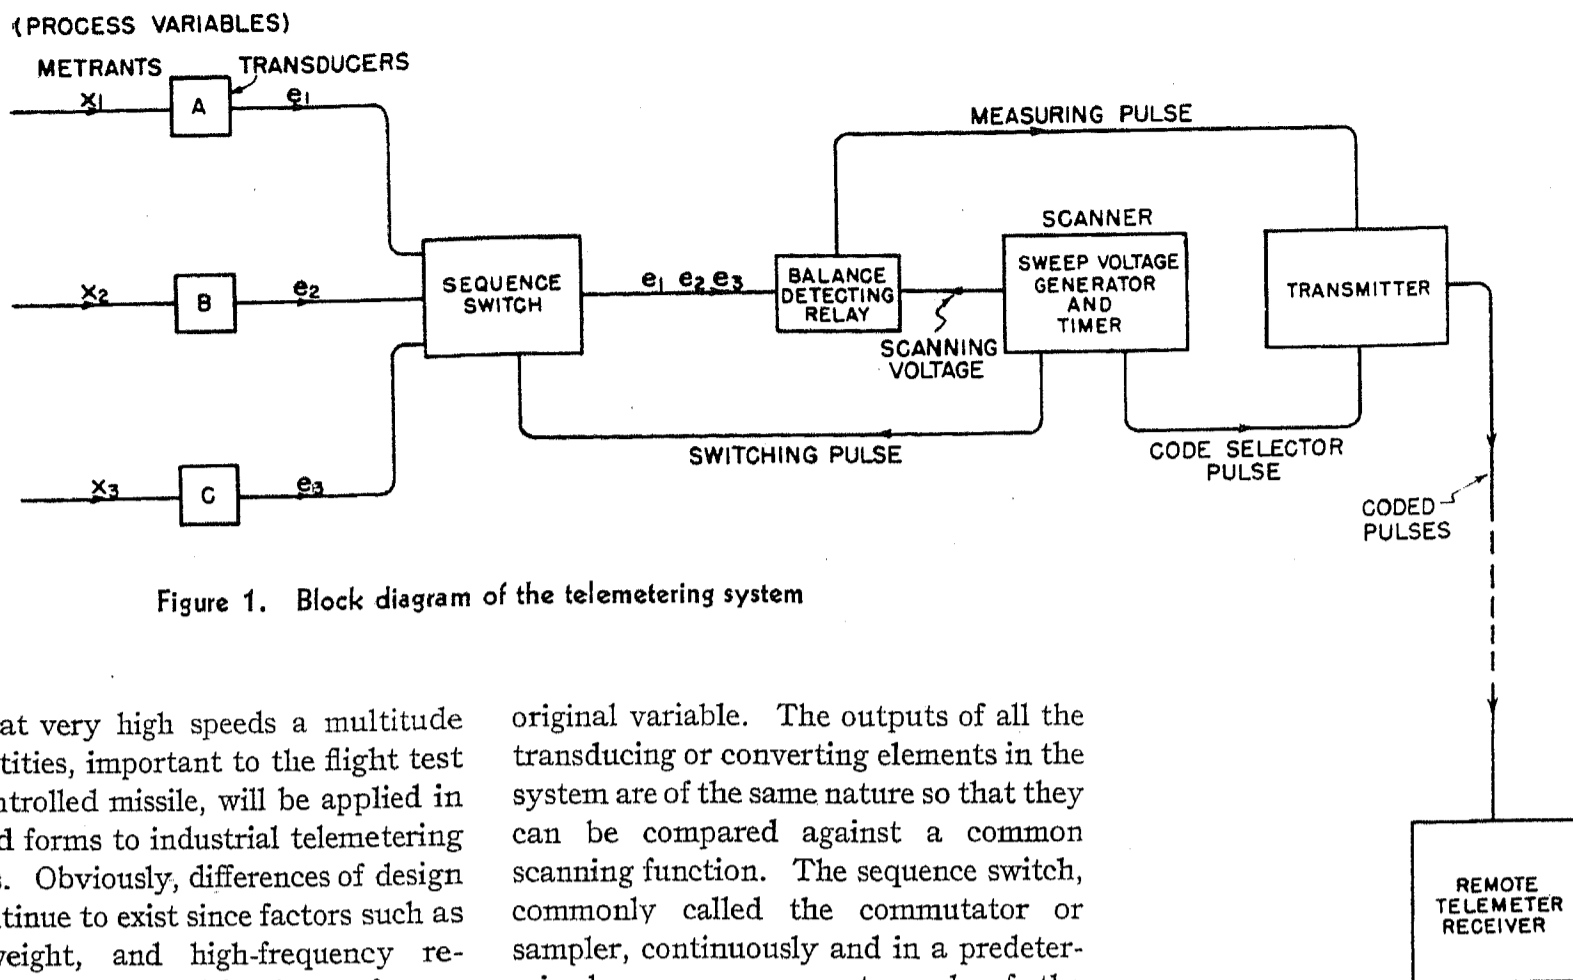 (PROCESS VARIABLES)
METRANTS
TRANSDUCERS
x1
A
e1
x2
B
e2
x3
C
e3
SEQUENCE
SWITCH
e1 e2 e3
BALANCE
DETECTING
RELAY
MEASURING PULSE
SCANNER
SWEEP VOLTAGE
GENERATOR
AND
TIMER
SCANNING
VOLTAGE
TRANSMITTER
SWITCHING PULSE
CODE SELECTOR
PULSE
CODED
PULSES
REMOTE
TELEMETER
RECEIVER
Figure 1. Block diagram of the telemetering system
at very high speeds a multitude
tities, important to the flight test
ntrolled missile, will be applied in
d forms to industrial telemetering
s. Obviously, differences of design
tinue to exist since factors such as
weight, and high-frequency re-
original variable. The outputs of all the
transducing or converting elements in the
system are of the same nature so that they
can be compared against a common
scanning function. The sequence switch,
commonly called the commutator or
sampler, continuously and in a predeter-